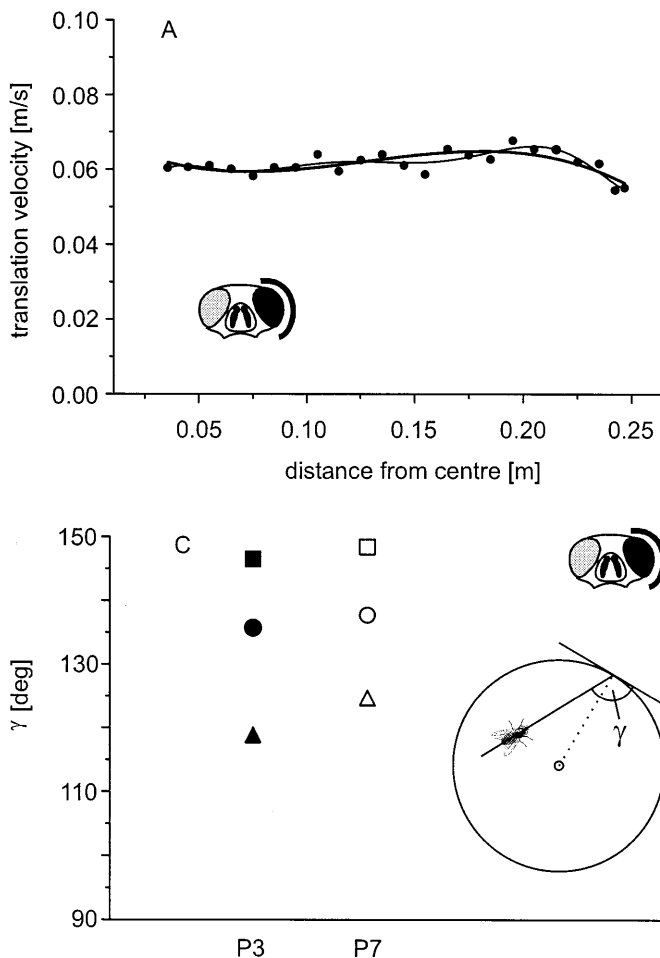 A
translation velocity [m/s]
0.10
0.08
0.06
0.04
0.02
0.00
0.05 0.10 0.15 0.20 0.25
distance from centre [m]
C
γ [deg]
150
130
110
90
γ
P3 P7